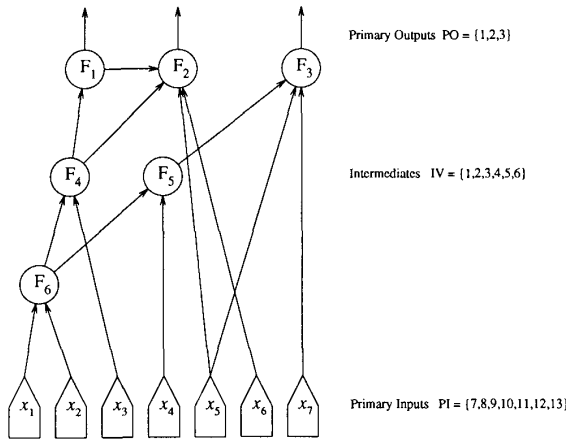 Primary Outputs PO = {1,2,3}
F1 F2 F3
F4 F5 Intermediates IV = {1,2,3,4,5,6}
F6
x1 x2 x3 x4 x5 x6 x7 Primary Inputs PI = {7,8,9,10,11,12,13}